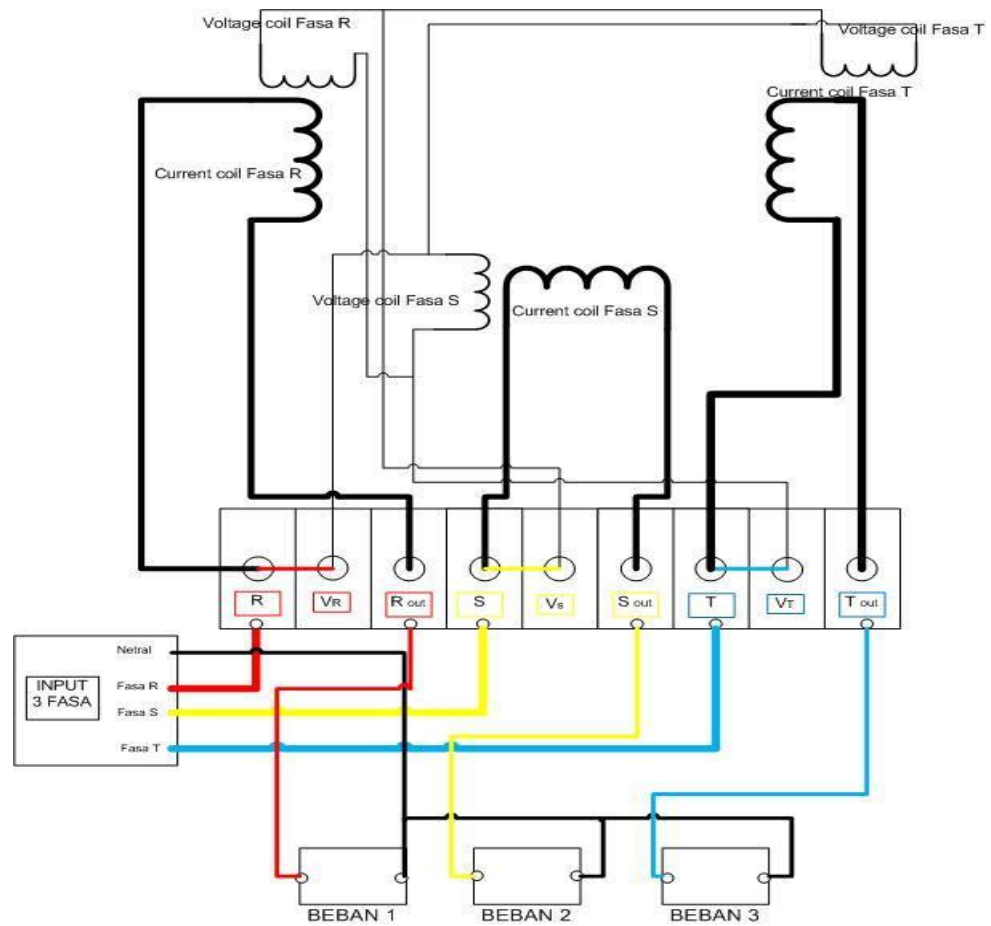 Voltage coil Fasa R
Voltage coil Fasa T
Current coil Fasa T
Current coil Fasa R
Voltage coil Fasa S
Current coil Fasa S
R
VR
R out
S
Vs
S out
T
VT
T out
Netral
INPUT
3 FASA
Fasa R
Fasa S
Fasa T
BEBAN 1
BEBAN 2
BEBAN 3